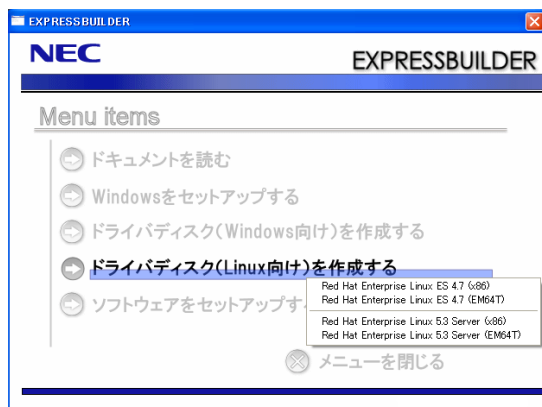 EXPRESSBUILDER
NEC
EXPRESSBUILDER
Menu items
ドキュメントを読む
Windowsをセットアップする
ドライバディスク(Windows向け)を作成する
ドライバディスク(Linux向け)を作成する
Red Hat Enterprise Linux ES 4.7 (x86)
Red Hat Enterprise Linux ES 4.7 (EM64T)
Red Hat Enterprise Linux 5.3 Server (x86)
Red Hat Enterprise Linux 5.3 Server (EM64T)
ソフトウェアをセットアップす
メニューを閉じる